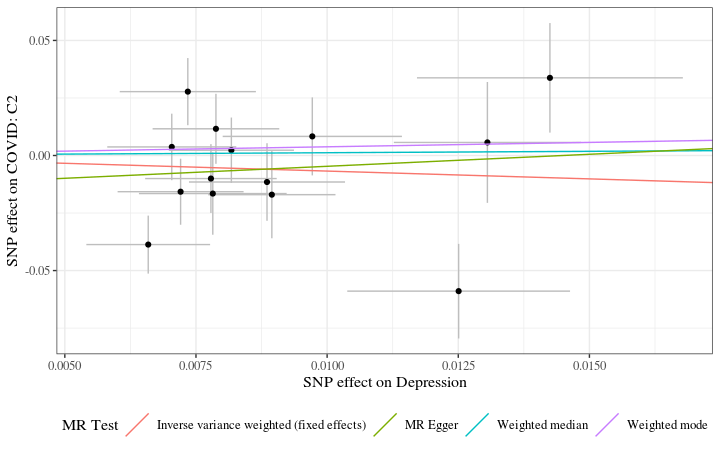 SNP effect on COVID: C2
0.05
0.00
-0.05
0.0050 0.0075 0.0100 0.0125 0.0150
SNP effect on Depression
MR Test Inverse variance weighted (fixed effects) MR Egger Weighted median Weighted mode